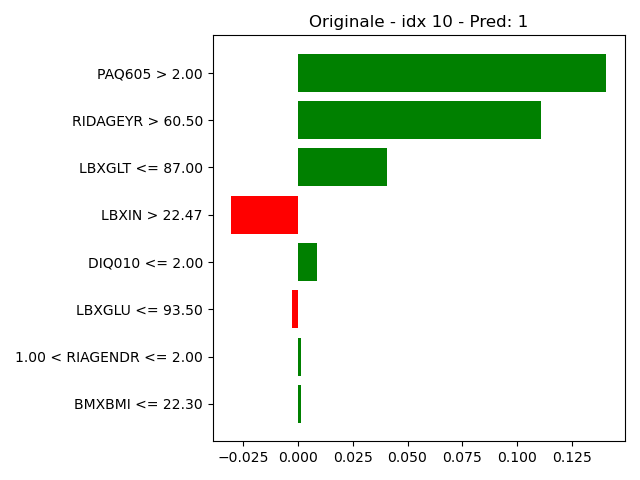 Originale - idx 10 - Pred: 1
PAQ605 > 2.00
RIDAGEYR > 60.50
LBXGLT <= 87.00
LBXIN > 22.47
DIQ010 <= 2.00
LBXGLU <= 93.50
1.00 < RIAGENDR <= 2.00
BMXBMI <= 22.30
−0.025 0.000 0.025 0.050 0.075 0.100 0.125